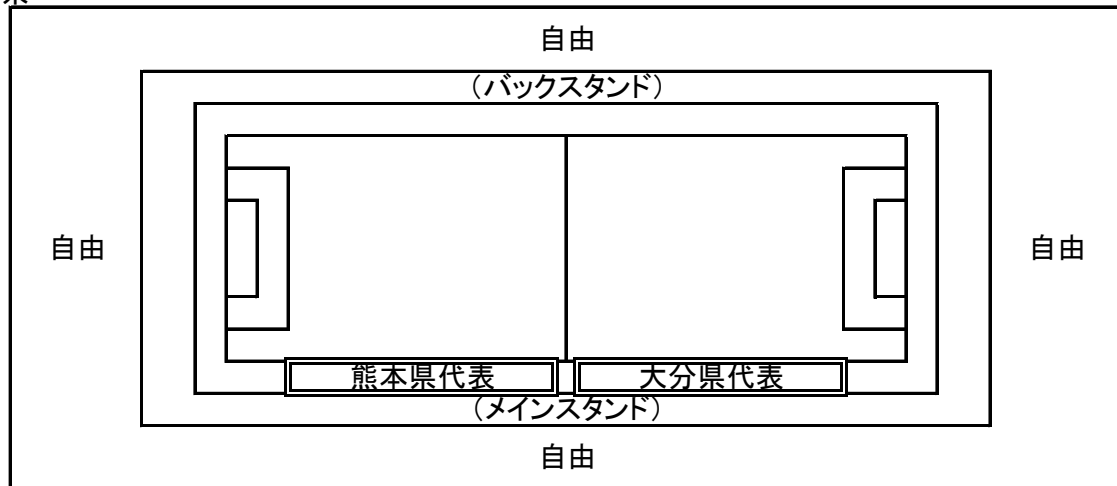 自由
(バックスタンド)
自由
自由
熊本県代表
大分県代表
(メインスタンド)
自由